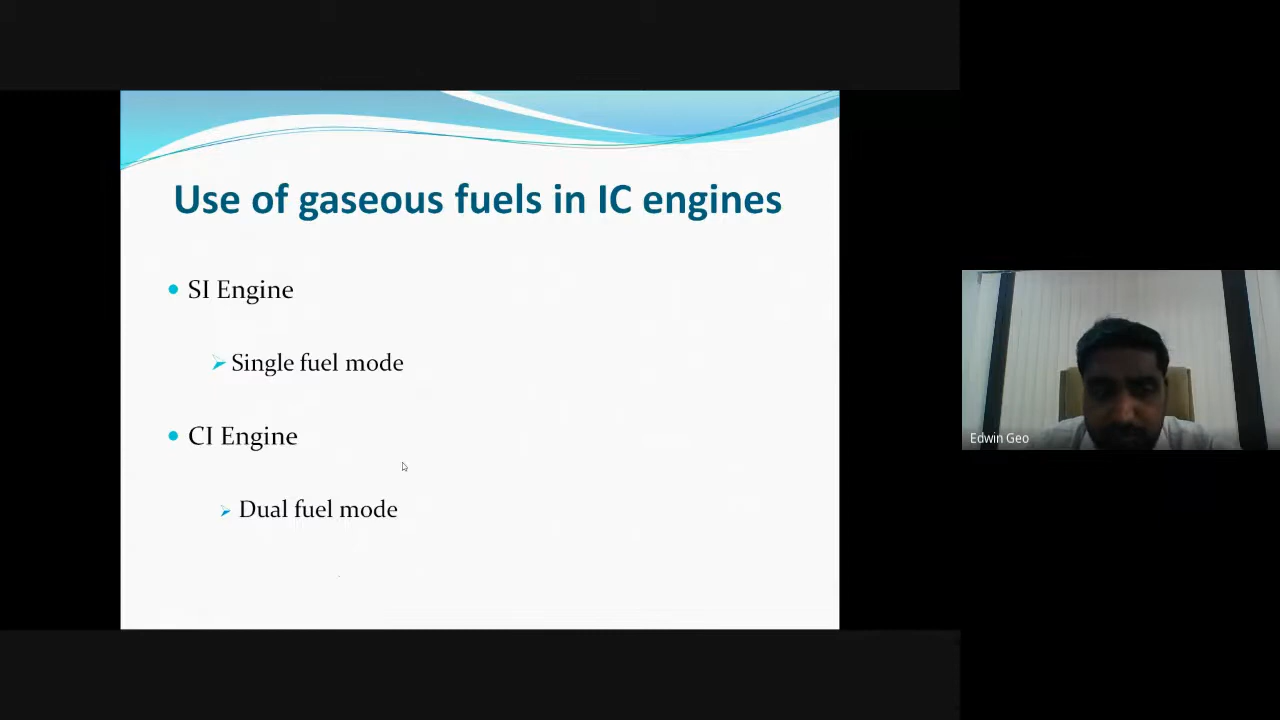 Use of gaseous fuels in IC engines
SI Engine
Single fuel mode
CI Engine
Dual fuel mode
Edwin Geo